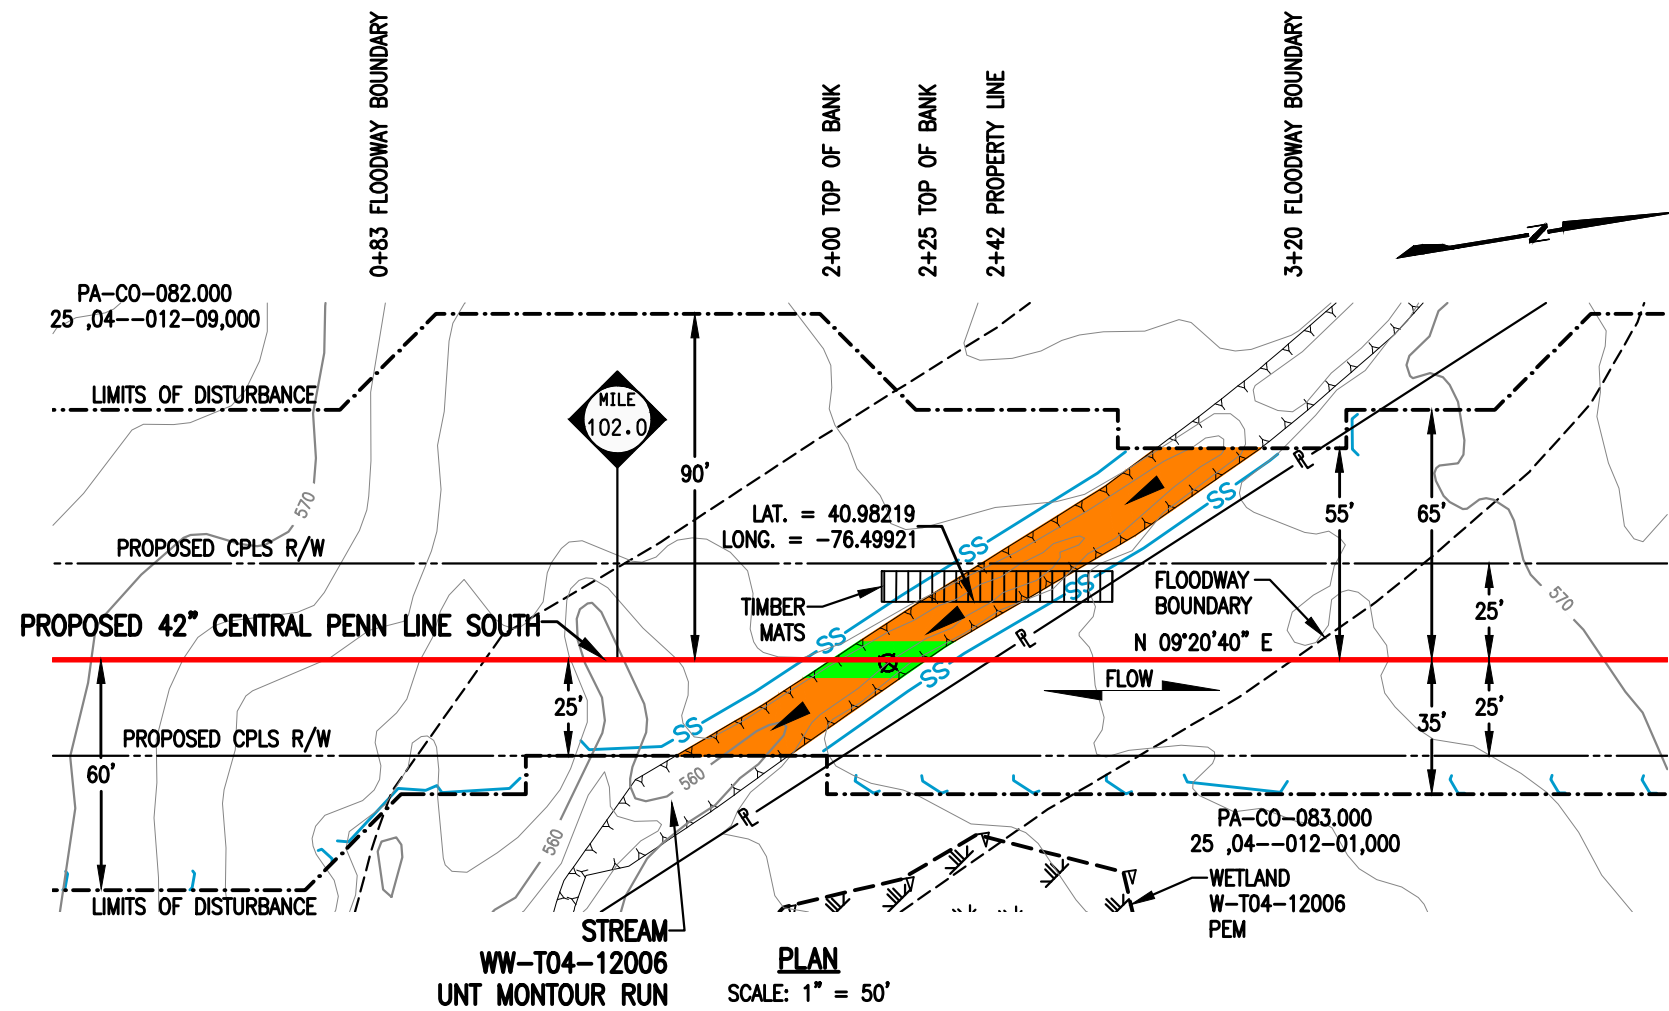 0+83 FLOODWAY BOUNDARY
2+00 TOP OF BANK
2+25 TOP OF BANK
2+42 PROPERTY LINE
3+20 FLOODWAY BOUNDARY
N
PA-CO-082.000
25 ,04--012-09,000
LIMITS OF DISTURBANCE
MILE
102.0
90'
570
LAT. = 40.98219
LONG. = -76.49921
PL
SS
55'
65'
PROPOSED CPLS R/W
SS
TIMBER
MATS
SS
FLOODWAY
BOUNDARY
570
25'
PROPOSED 42" CENTRAL PENN LINE SOUTH
SS
PL
N 09°20'40" E
SS
FLOW
25'
SS
35'
25'
PROPOSED CPLS R/W
60'
560
PL
560
PA-CO-083.000
25 ,04--012-01,000
LIMITS OF DISTURBANCE
WETLAND
W-T04-12006
PEM
STREAM
WW-T04-12006
UNT MONTOUR RUN
PLAN
SCALE: 1" = 50'